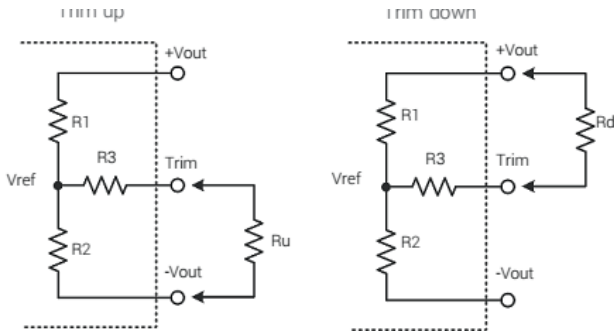 Trim up
+Vout
R1
R3
Trim
Vref
R2
Ru
-Vout
Trim down
+Vout
R1
Rd
R3
Trim
Vref
R2
-Vout